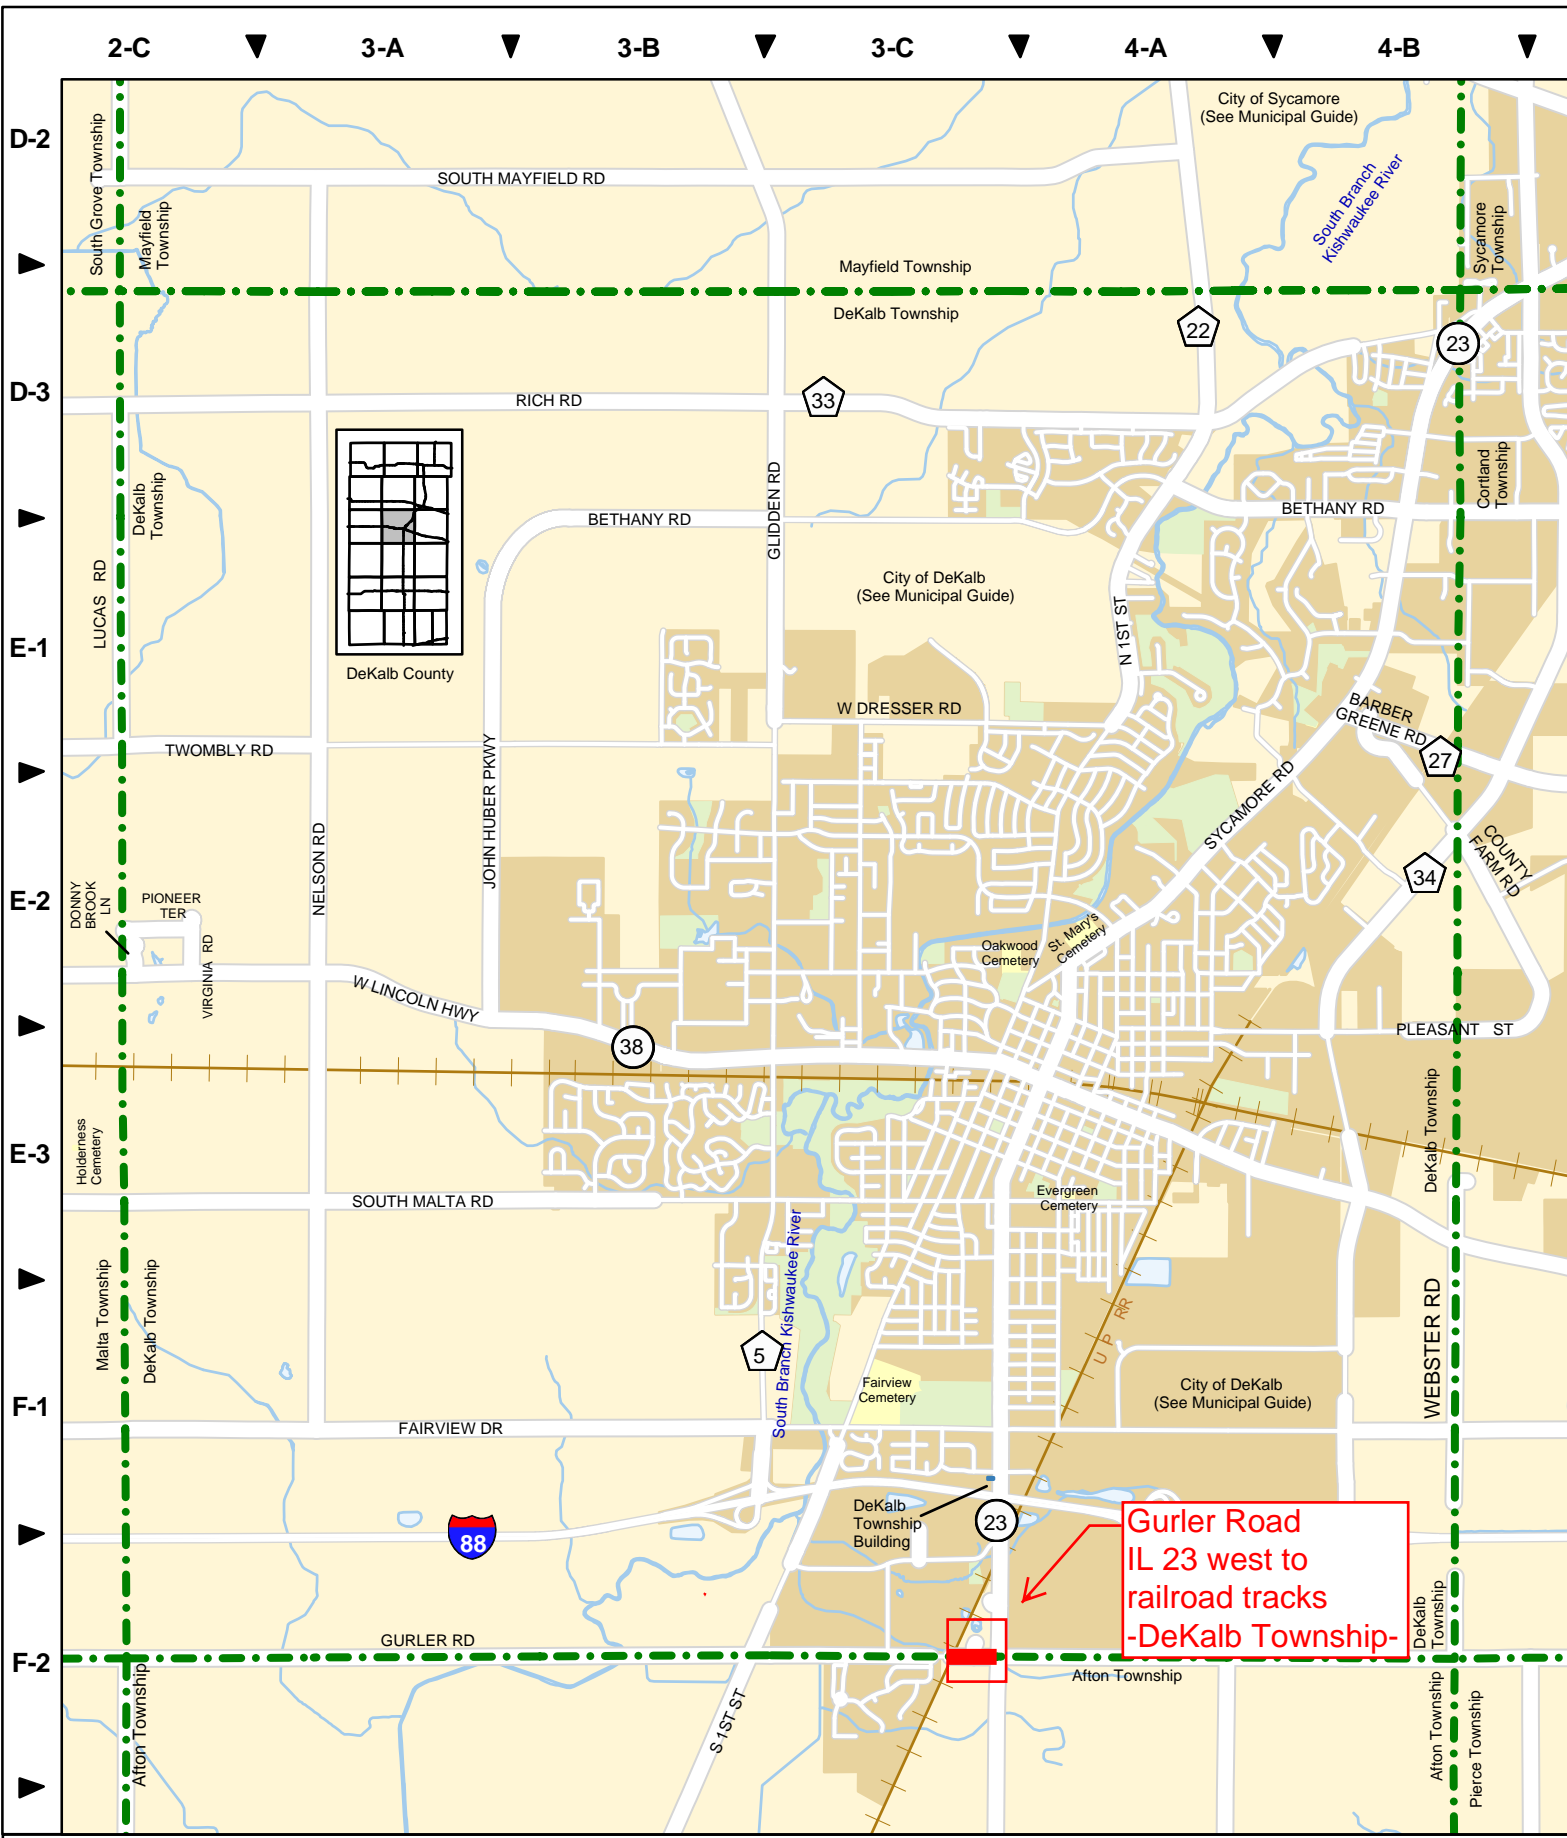 2-C
3-A
3-B
3-C
4-A
4-B
D-2
D-3
E-1
E-2
E-3
F-1
F-2
City of Sycamore
(See Municipal Guide)
South Grove Township
Mayfield
Township
SOUTH MAYFIELD RD
South Branch
Kishwaukee River
Sycamore
Township
Mayfield Township
DeKalb Township
22
23
33
RICH RD
DeKalb
Township
GLIDDEN RD
Cortland
Township
BETHANY RD
BETHANY RD
LUCAS RD
City of DeKalb
(See Municipal Guide)
N 1ST ST
DeKalb County
W DRESSER RD
BARBER
GREENE RD
27
TWOMBLY RD
JOHN HUBER PKWY
NELSON RD
SYCAMORE RD
COUNTY
FARM RD
34
DONNY
BROOK
LN
PIONEER
TER
VIRGINIA RD
Oakwood
Cemetery
St. Mary's
Cemetery
W LINCOLN HWY
38
PLEASANT ST
Holderness
Cemetery
DeKalb Township
SOUTH MALTA RD
Evergreen
Cemetery
South Branch Kishwaukee River
Malta Township
DeKalb Township
U P RR
WEBSTER RD
5
Fairview
Cemetery
City of DeKalb
(See Municipal Guide)
FAIRVIEW DR
DeKalb
Township
Building
23
88
Gurler Road
IL 23 west to
railroad tracks
-DeKalb Township-
DeKalb
Township
GURLER RD
Afton Township
Afton Township
S 1ST ST
Afton Township
Pierce Township